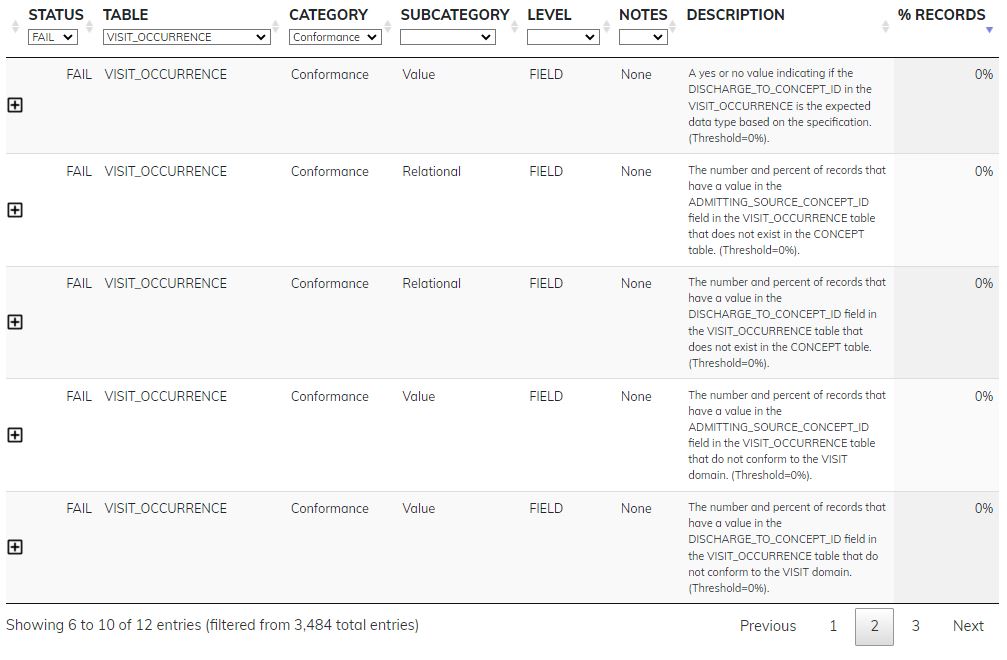 STATUS TABLE CATEGORY SUBCATEGORY LEVEL NOTES DESCRIPTION % RECORDS
FAIL VISIT_OCCURRENCE Conformance
FAIL VISIT_OCCURRENCE Conformance Value FIELD None A yes or no value indicating if the 0%
DISCHARGE_TO_CONCEPT_ID in the
VISIT_OCCURRENCE is the expected
data type based on the specification.
(Threshold=0%).
FAIL VISIT_OCCURRENCE Conformance Relational FIELD None The number and percent of records that 0%
have a value in the
ADMITTING_SOURCE_CONCEPT_ID
field in the VISIT_OCCURRENCE table
that does not exist in the CONCEPT
table. (Threshold=0%).
FAIL VISIT_OCCURRENCE Conformance Relational FIELD None The number and percent of records that 0%
have a value in the
DISCHARGE_TO_CONCEPT_ID field in
the VISIT_OCCURRENCE table that
does not exist in the CONCEPT table.
(Threshold=0%).
FAIL VISIT_OCCURRENCE Conformance Value FIELD None The number and percent of records that 0%
have a value in the
ADMITTING_SOURCE_CONCEPT_ID
field in the VISIT_OCCURRENCE table
that do not conform to the VISIT
domain. (Threshold=0%).
FAIL VISIT_OCCURRENCE Conformance Value FIELD None The number and percent of records that 0%
have a value in the
DISCHARGE_TO_CONCEPT_ID field in
the VISIT_OCCURRENCE table that do
not conform to the VISIT domain.
(Threshold=0%).
Showing 6 to 10 of 12 entries (filtered from 3,484 total entries) Previous 1 2 3 Next